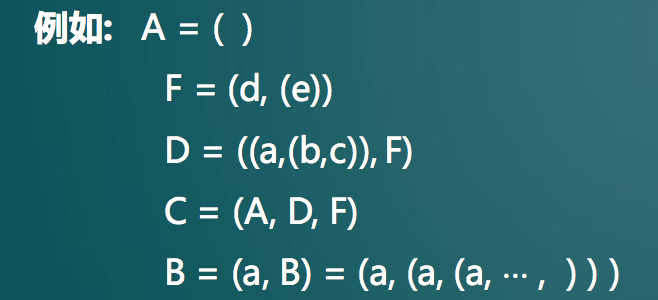 例如: A = ( )
F = (d, (e))
D = ((a,(b,c)), F)
C = (A, D, F)
B = (a, B) = (a, (a, (a, ··· , ) ) )